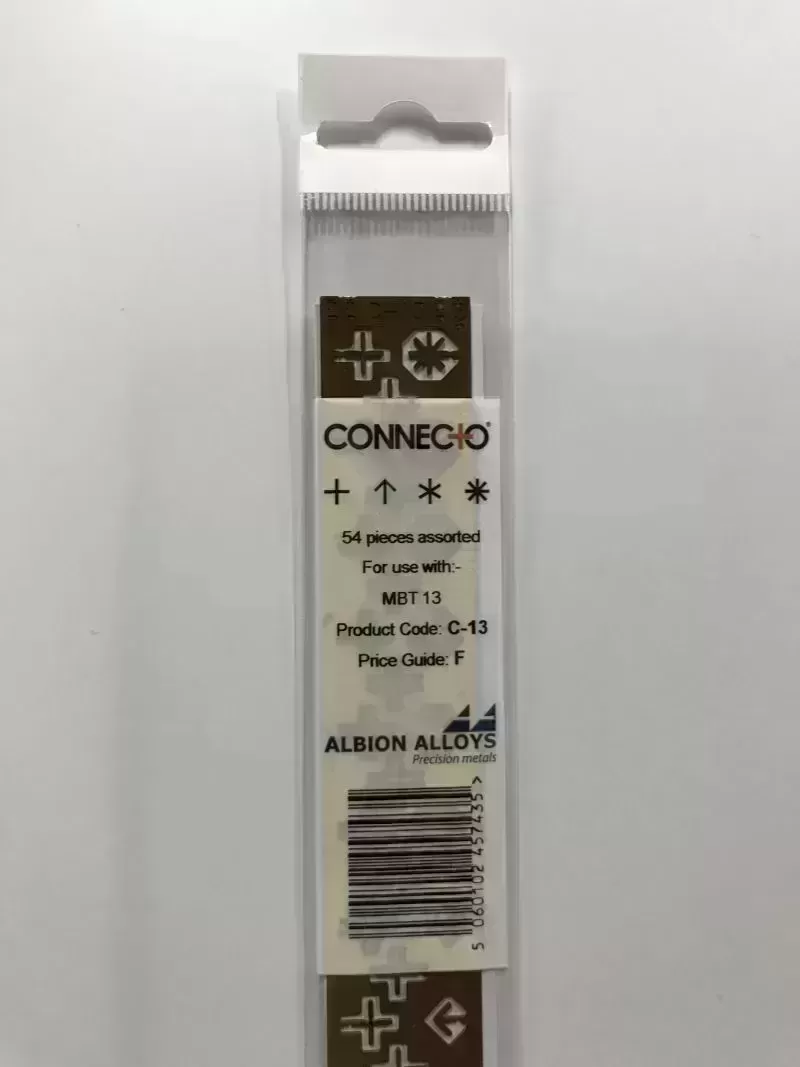 CONNECTO®
54 pieces assorted
For use with:-
MBT 13
Product Code: C-13
Price Guide: F
ALBION ALLOYS
Precision metals
5 060102 457435 >